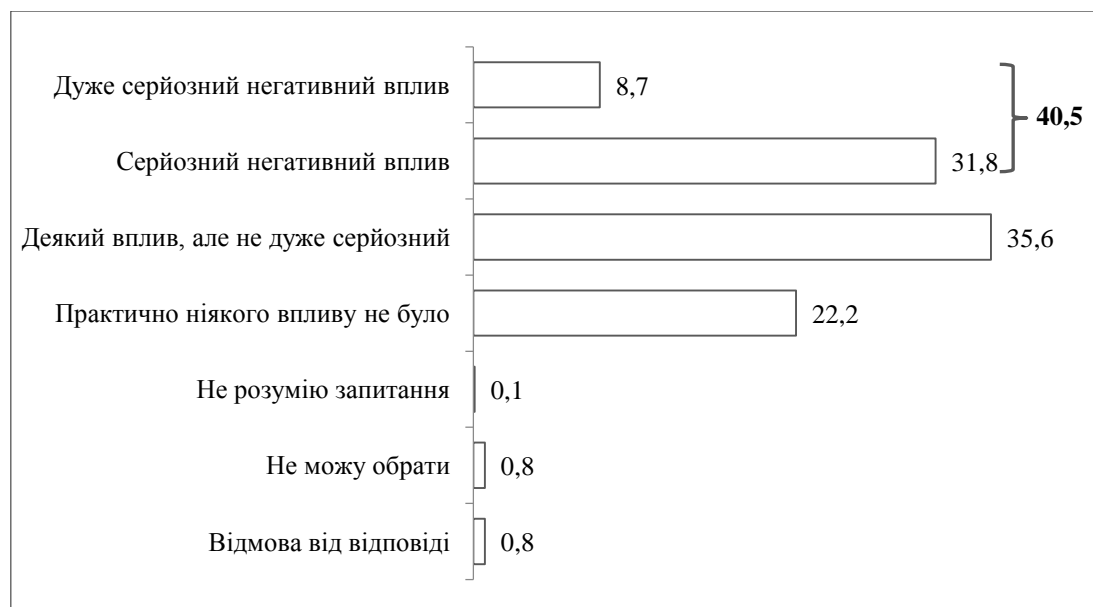 Дуже серйозний негативний вплив
8,7
40,5
Серйозний негативний вплив
31,8
Деякий вплив, але не дуже серйозний
35,6
Практично ніякого впливу не було
22,2
Не розумію запитання
0,1
Не можу обрати
0,8
Відмова від відповіді
0,8